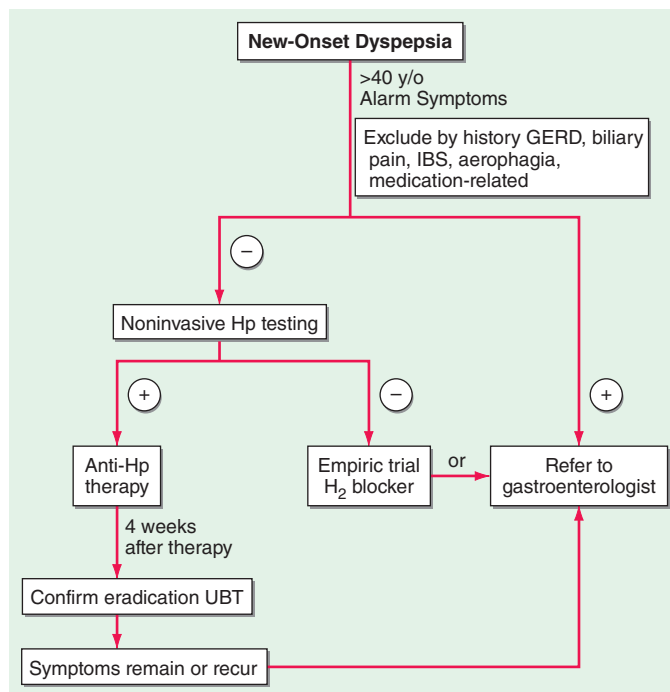 New-Onset Dyspepsia
>40 y/o
Alarm Symptoms
Exclude by history GERD, biliary
pain, IBS, aerophagia,
medication-related
−
Noninvasive Hp testing
+
−
+
Anti-Hp
therapy
Empiric trial
H₂ blocker
or
Refer to
gastroenterologist
4 weeks
after therapy
Confirm eradication UBT
Symptoms remain or recur